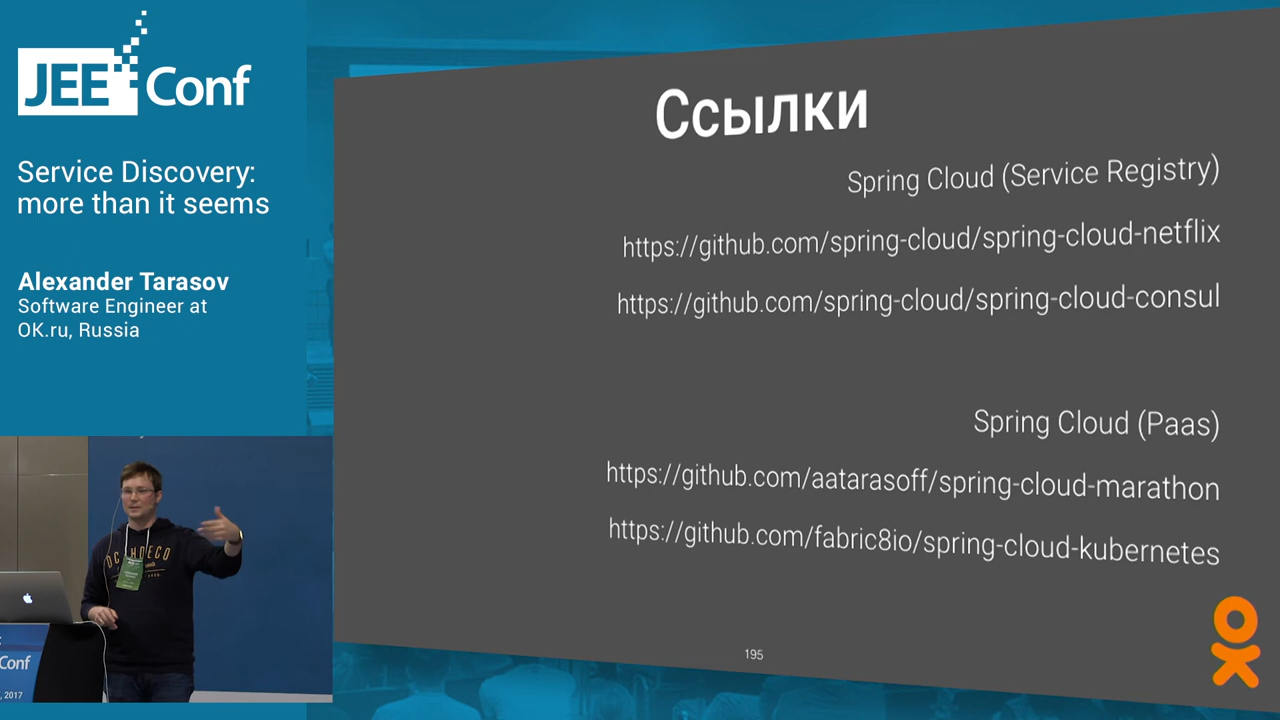 JEE Conf
Service Discovery:
more than it seems
Alexander Tarasov
Software Engineer at
OK.ru, Russia
Ссылки
Spring Cloud (Service Registry)
https://github.com/spring-cloud/spring-cloud-netflix
https://github.com/spring-cloud/spring-cloud-consul
Spring Cloud (Paas)
https://github.com/aatarasoff/spring-cloud-marathon
https://github.com/fabric8io/spring-cloud-kubernetes
195
Conf
, 2017